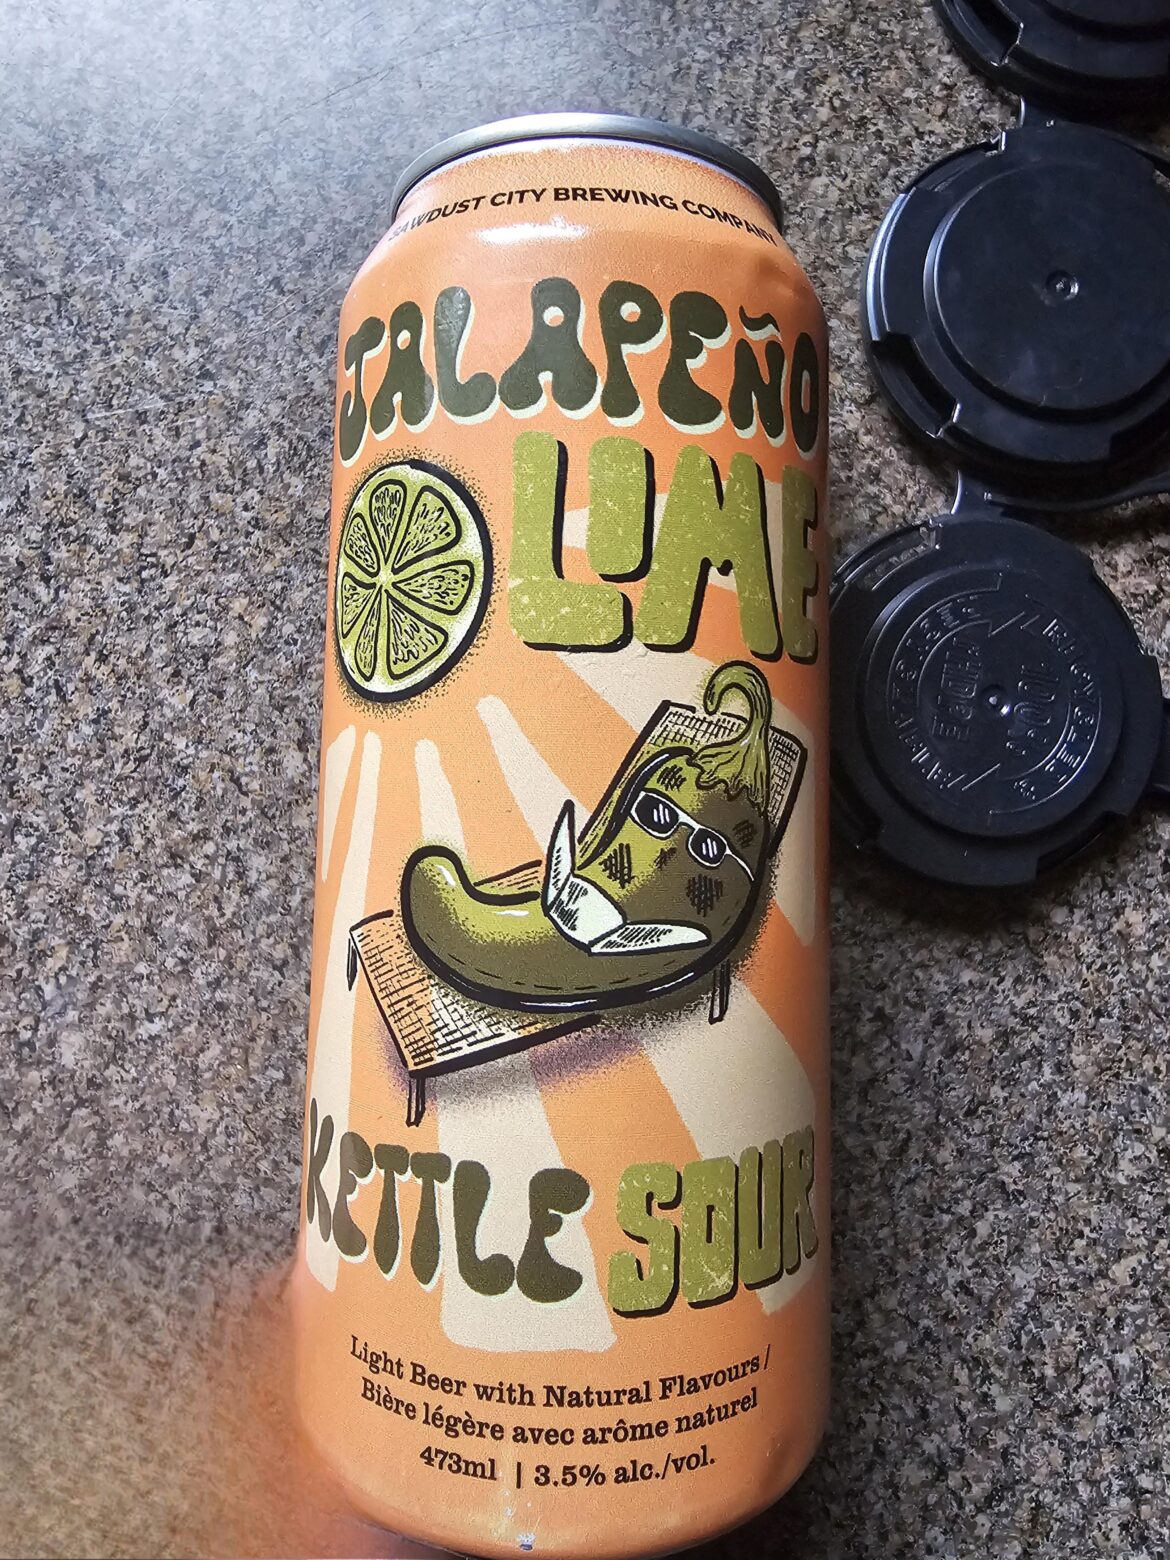 SAWDUST CITY BREWING COMPANY
JALAPEÑO
LIME
KETTLE SOUR
Light Beer with Natural Flavours /
Bière légère avec arôme naturel
473ml | 3.5% alc./vol.